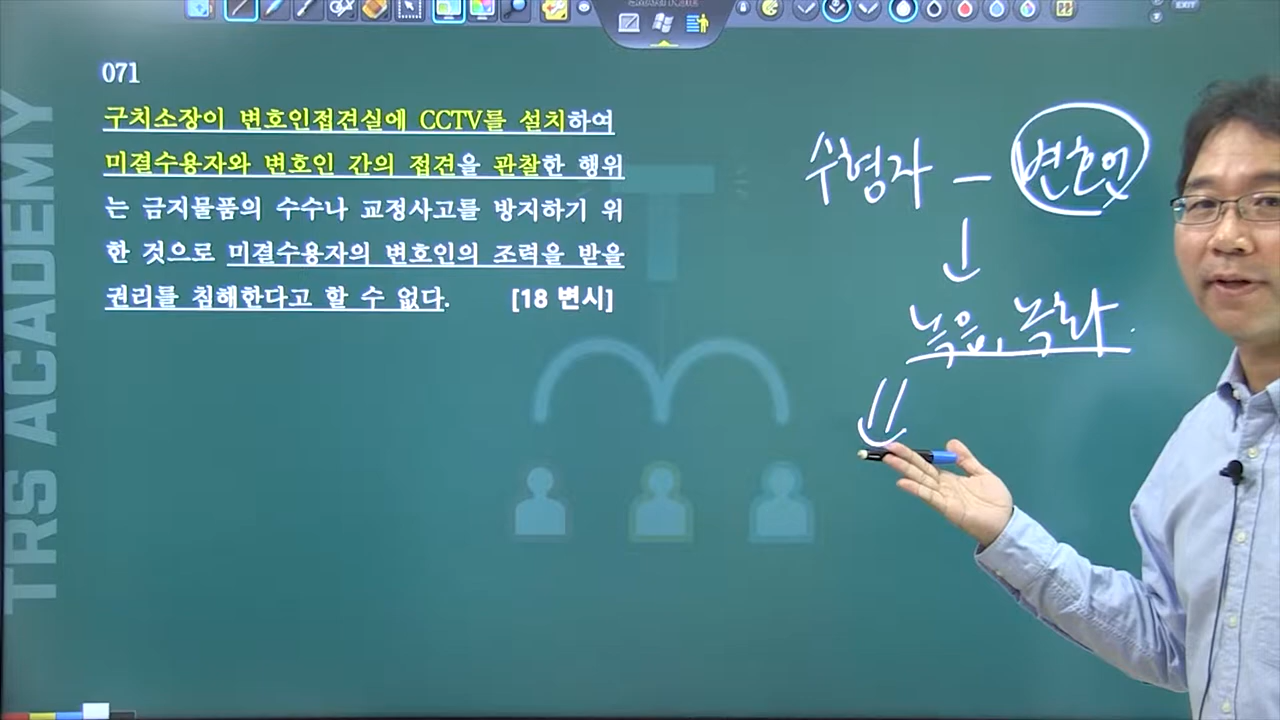 071
구치소장이 변호인접견실에 CCTV를 설치하여
미결수용자와 변호인 간의 접견을 관찰한 행위
는 금지물품의 수수나 교정사고를 방지하기 위
한 것으로 미결수용자의 변호인의 조력을 받을
권리를 침해한다고 할 수 없다. [18 변시]
수형자 - 변호인
↓
녹음, 녹화.
TRS ACADEMY
EXIT